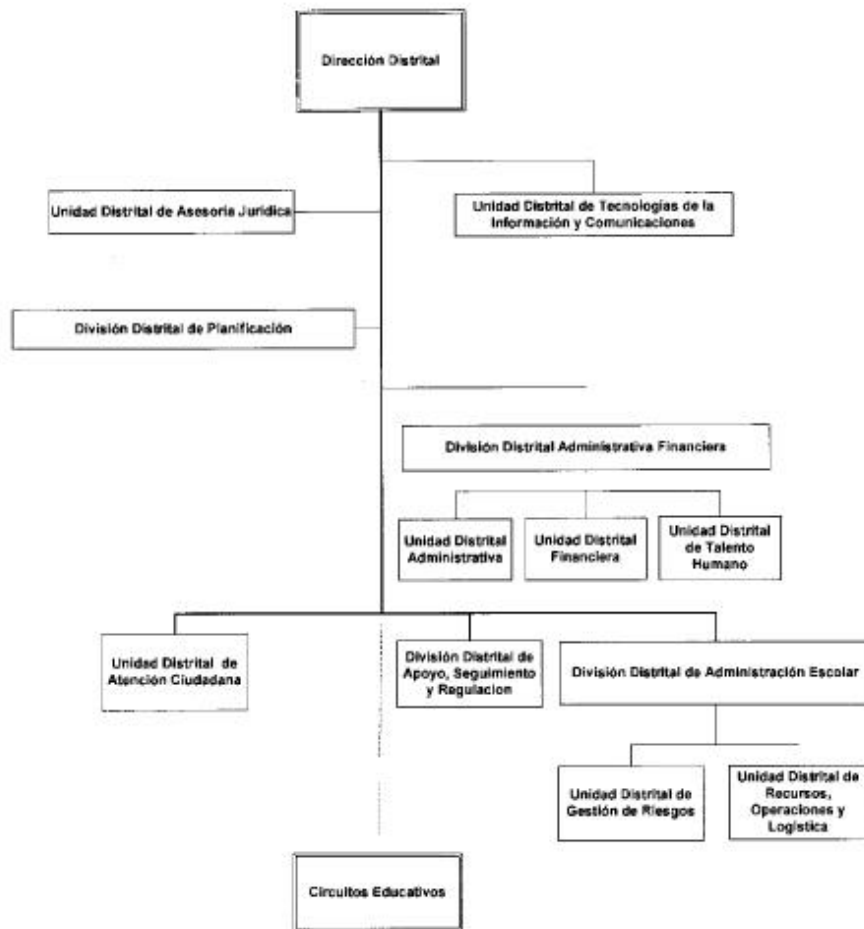 Dirección Distrital
Unidad Distrital de Asesoría Jurídica
Unidad Distrital de Tecnologías de la
Información y Comunicaciones
División Distrital de Planificación
División Distrital Administrativa Financiera
Unidad Distrital
Administrativa
Unidad Distrital
Financiera
Unidad Distrital
de Talento
Humano
Unidad Distrital de
Atención Ciudadana
División Distrital de
Apoyo, Seguimiento
y Regulacion
División Distrital de Administración Escolar
Unidad Distrital de
Gestión de Riesgos
Unidad Distrital de
Recursos,
Operaciones y
Logística
Circuitos Educativos